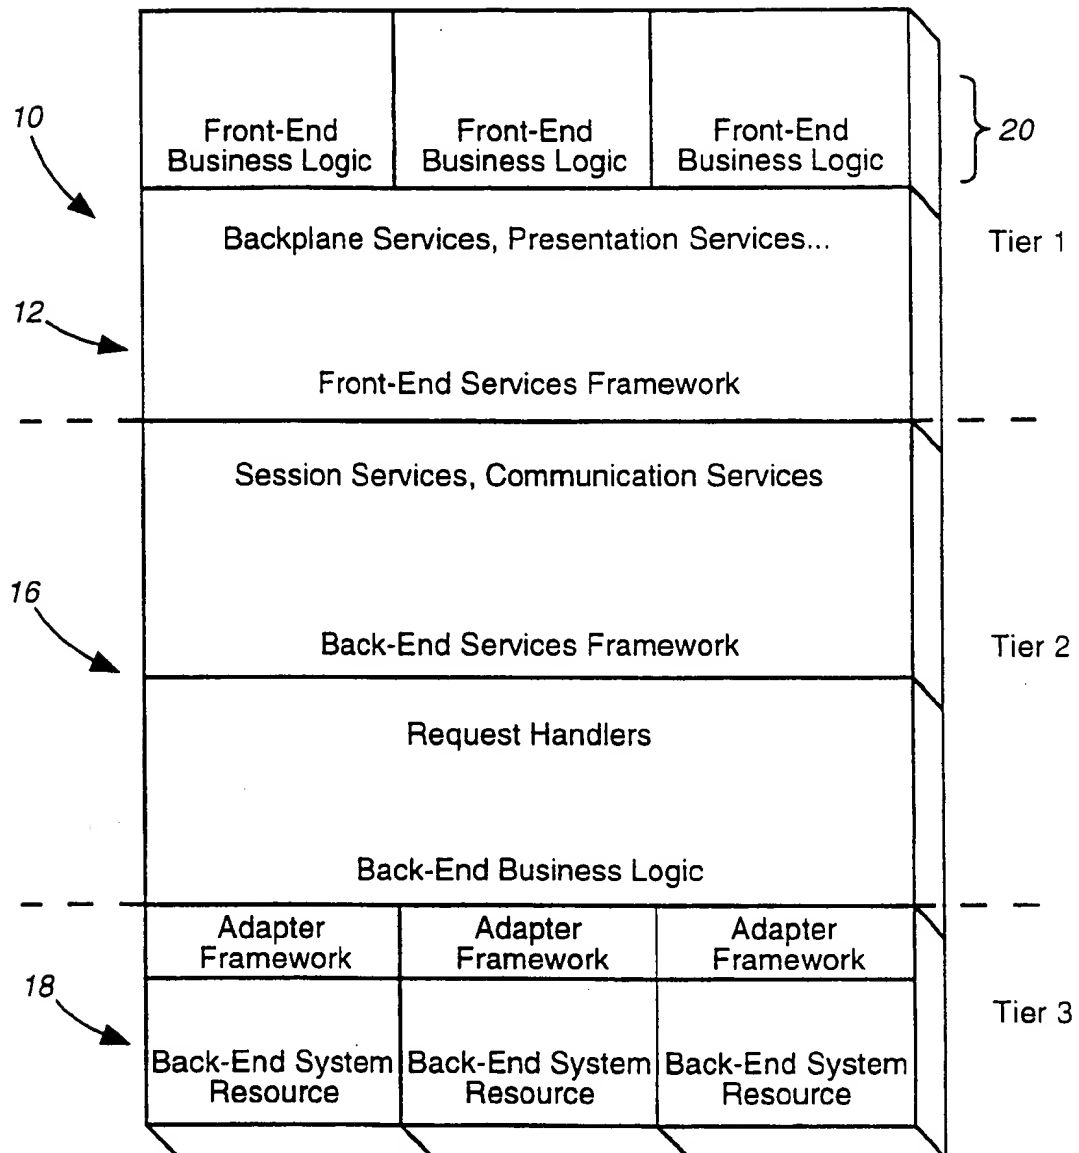 10
Front-End Business Logic
Front-End Business Logic
Front-End Business Logic
20
Backplane Services, Presentation Services...
Tier 1
12
Front-End Services Framework
Session Services, Communication Services
16
Back-End Services Framework
Tier 2
Request Handlers
Back-End Business Logic
Adapter Framework
Adapter Framework
Adapter Framework
18
Tier 3
Back-End System Resource
Back-End System Resource
Back-End System Resource